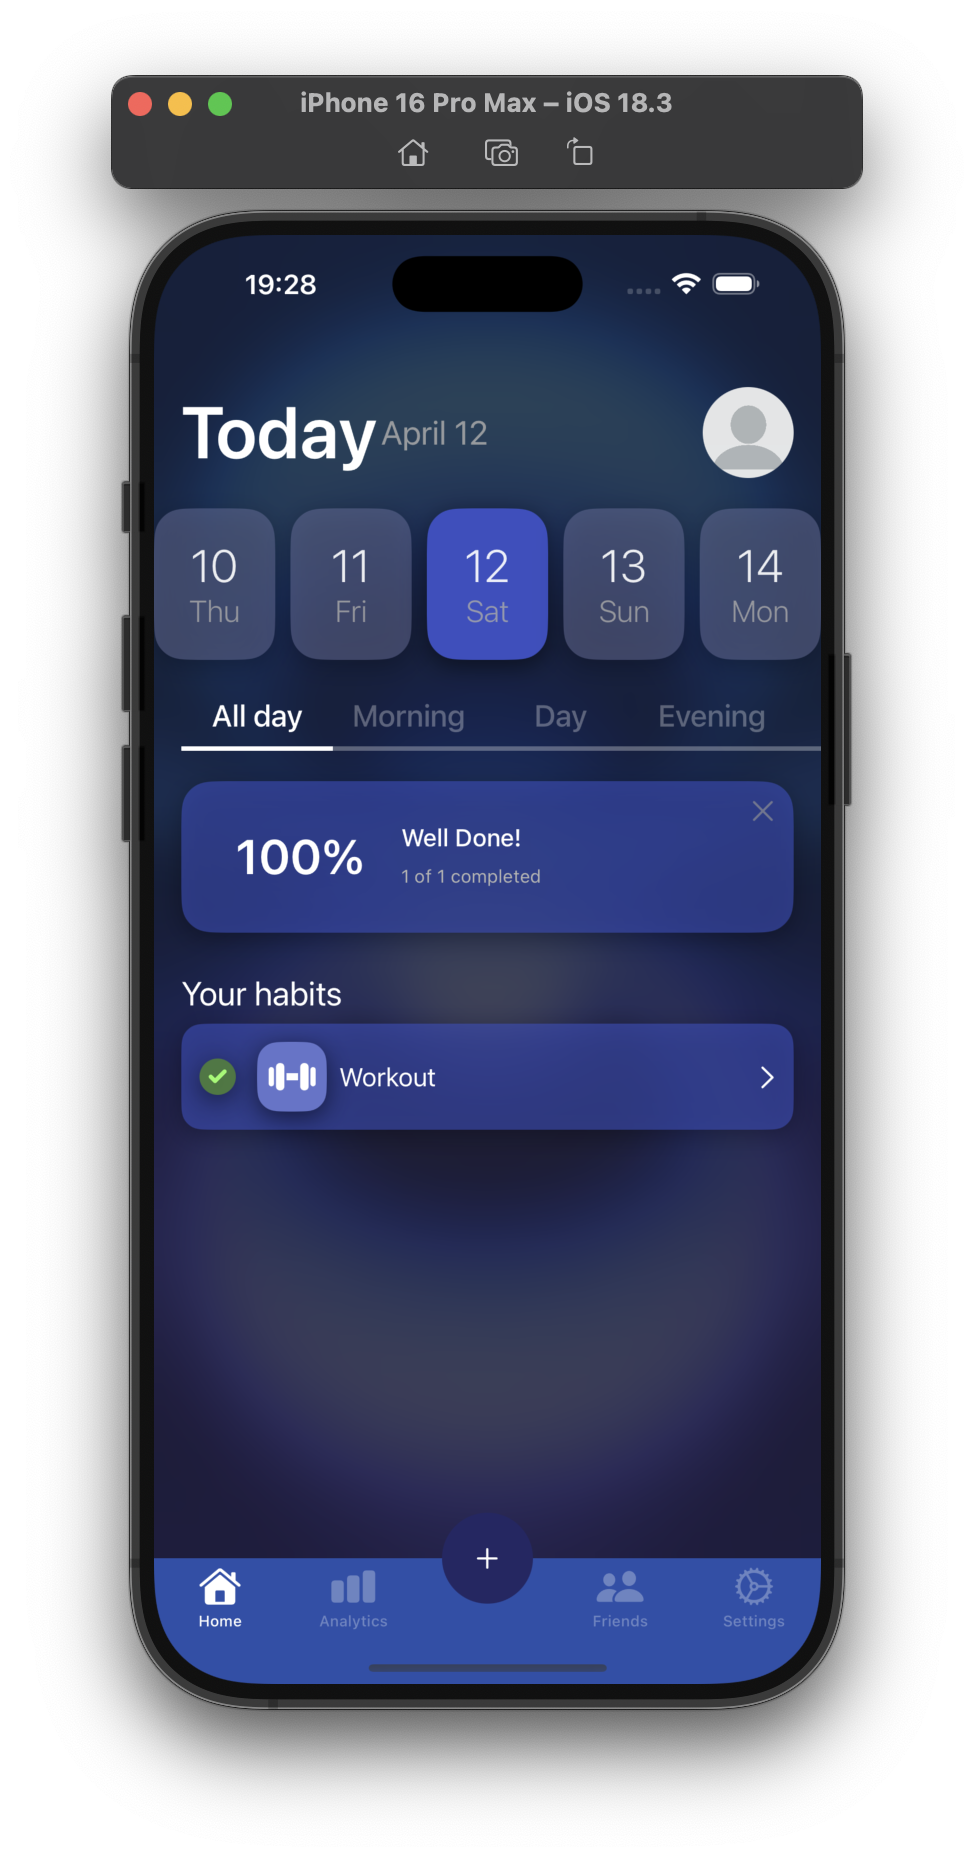 iPhone 16 Pro Max – iOS 18.3
19:28
Today April 12
10 11 12 13 14
Thu Fri Sat Sun Mon
All day Morning Day Evening
100%
Well Done!
1 of 1 completed
Your habits
Workout
+
Home Analytics Friends Settings